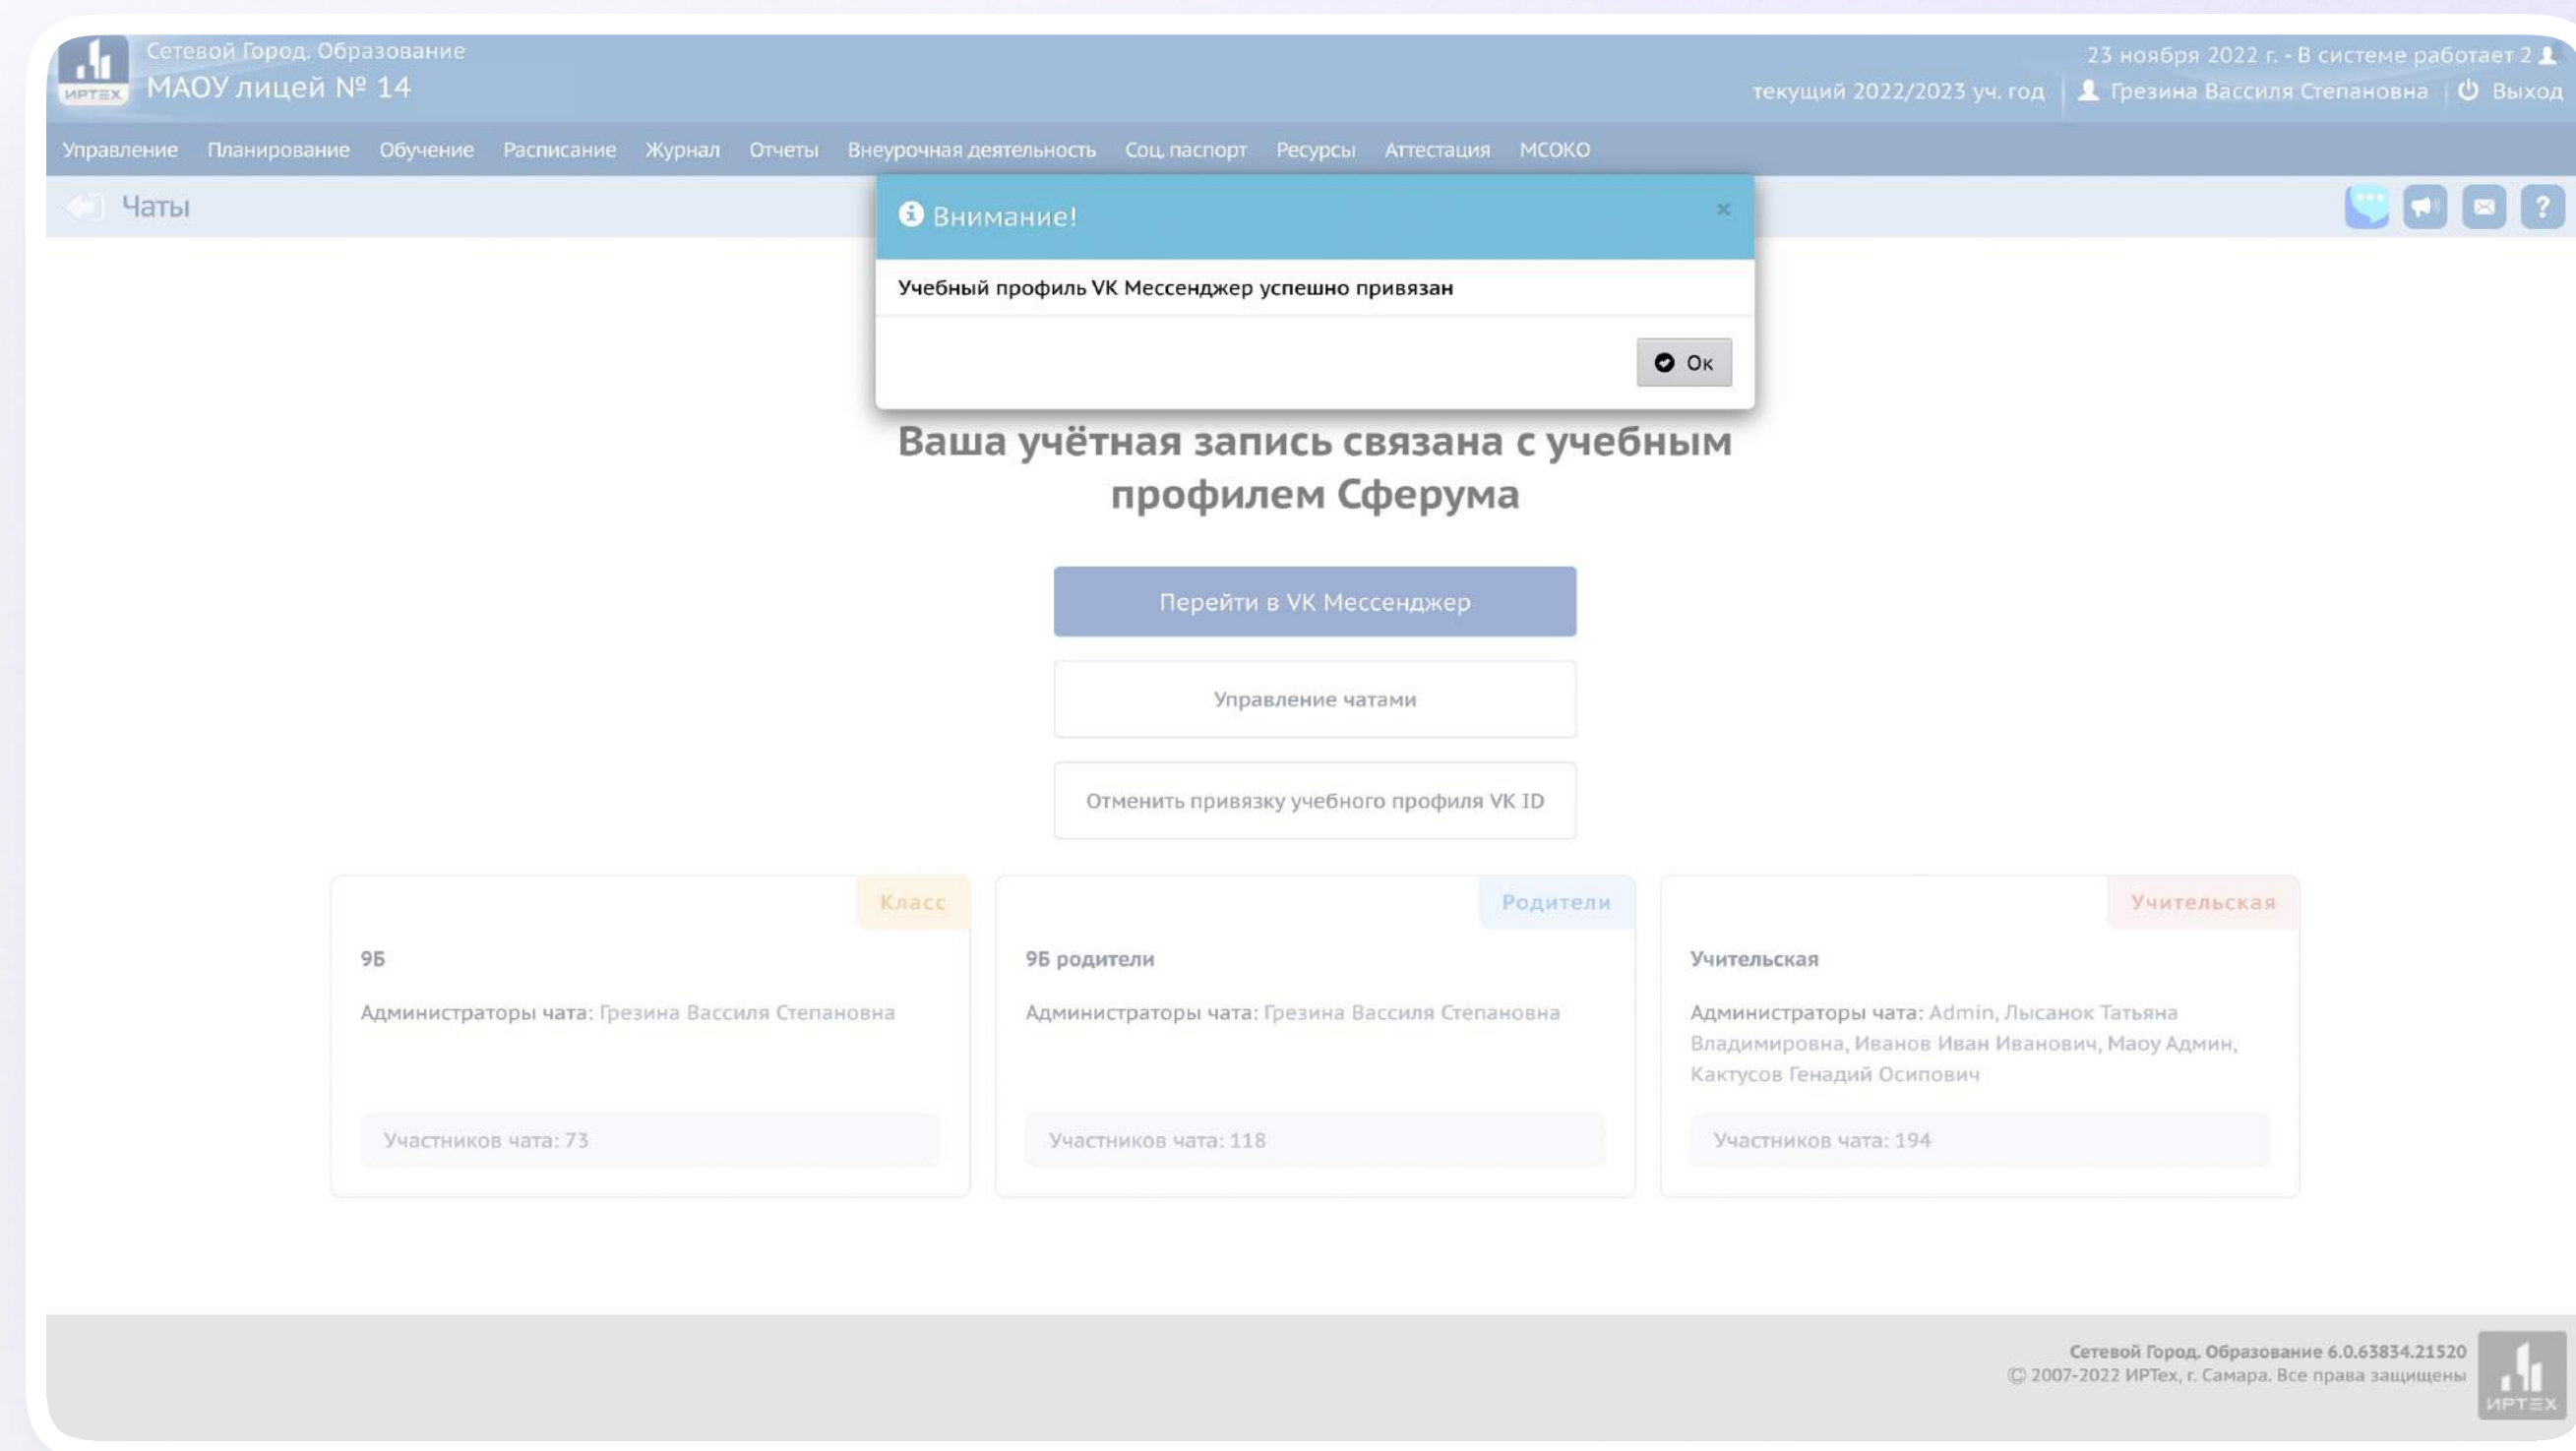 Сетевой Город. Образование
МАОУ лицей № 14
ИРТЕХ
23 ноября 2022 г. - В системе работает 2
текущий 2022/2023 уч. год
Грезина Вассиля Степановна
Выход
Управление Планирование Обучение Расписание Журнал Отчеты Внеурочная деятельность Соц. паспорт Ресурсы Аттестация МСОКО
Чаты
?
Внимание!
×
Учебный профиль VK Мессенджер успешно привязан
Ок
Ваша учётная запись связана с учебным
профилем Сферума
Перейти в VK Мессенджер
Управление чатами
Отменить привязку учебного профиля VK ID
Класс
9Б
Администраторы чата: Грезина Вассиля Степановна
Участников чата: 73
Родители
9Б родители
Администраторы чата: Грезина Вассиля Степановна
Участников чата: 118
Учительская
Учительская
Администраторы чата: Admin, Лысанок Татьяна
Владимировна, Иванов Иван Иванович, Маоу Админ,
Кактусов Генадий Осипович
Участников чата: 194
Сетевой Город. Образование 6.0.63834.21520
© 2007-2022 ИРТех, г. Самара. Все права защищены
ИРТЕХ